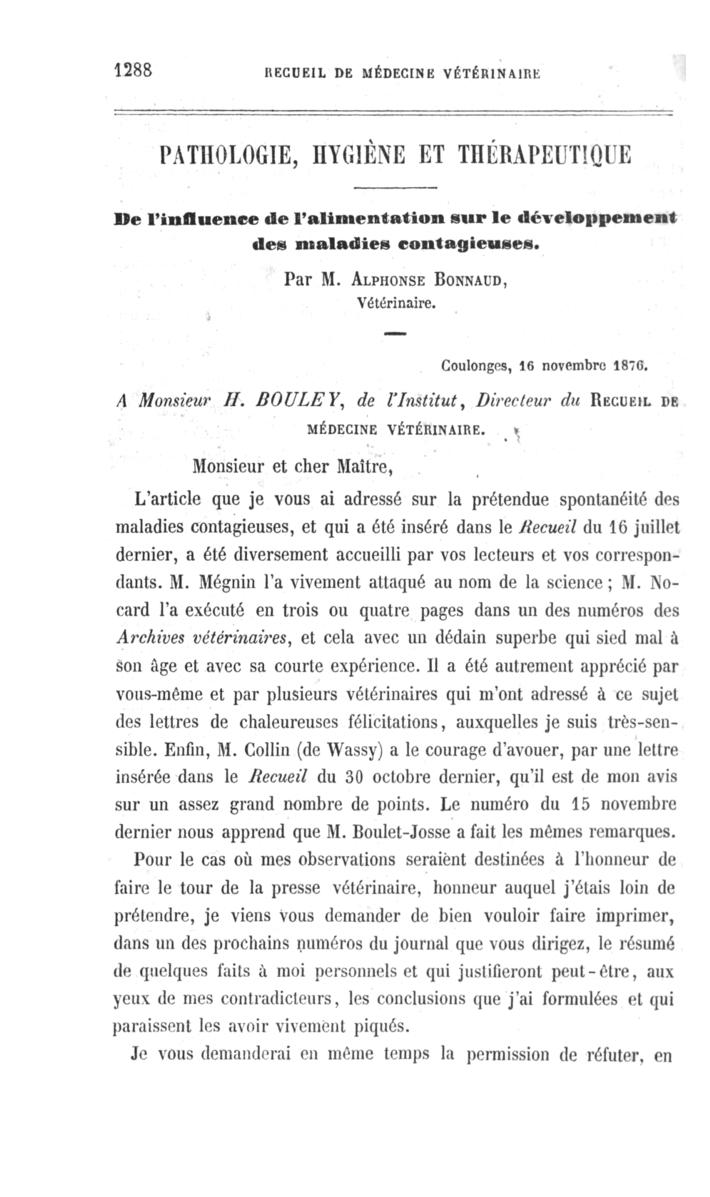 1288 RECUEIL DE MÉDECINE VÉTÉRINAIRE
PATHOLOGIE, HYGIÈNE ET THÉRAPEUTIQUE
De l'influence de l'alimentation sur le développement
des maladies contagieuses.
Par M. ALPHONSE BONNAUD,
Vétérinaire.
Coulonges, 16 novembre 1876.
A Monsieur H. BOULEY, de l'Institut, Directeur du RECUEIL DE
MÉDECINE VÉTÉRINAIRE.
Monsieur et cher Maître,
L'article que je vous ai adressé sur la prétendue spontanéité des
maladies contagieuses, et qui a été inséré dans le Recueil du 16 juillet
dernier, a été diversement accueilli par vos lecteurs et vos correspon-
dants. M. Mégnin l'a vivement attaqué au nom de la science ; M. No-
card l'a exécuté en trois ou quatre pages dans un des numéros des
Archives vétérinaires, et cela avec un dédain superbe qui sied mal à
son âge et avec sa courte expérience. Il a été autrement apprécié par
vous-même et par plusieurs vétérinaires qui m'ont adressé à ce sujet
des lettres de chaleureuses félicitations, auxquelles je suis très-sen-
sible. Enfin, M. Collin (de Wassy) a le courage d'avouer, par une lettre
insérée dans le Recueil du 30 octobre dernier, qu'il est de mon avis
sur un assez grand nombre de points. Le numéro du 15 novembre
dernier nous apprend que M. Boulet-Josse a fait les mêmes remarques.
Pour le cas où mes observations seraient destinées à l'honneur de
faire le tour de la presse vétérinaire, honneur auquel j'étais loin de
prétendre, je viens vous demander de bien vouloir faire imprimer,
dans un des prochains numéros du journal que vous dirigez, le résumé
de quelques faits à moi personnels et qui justifieront peut-être, aux
yeux de mes contradicteurs, les conclusions que j'ai formulées et qui
paraissent les avoir vivement piqués.
Je vous demanderai en même temps la permission de réfuter, en